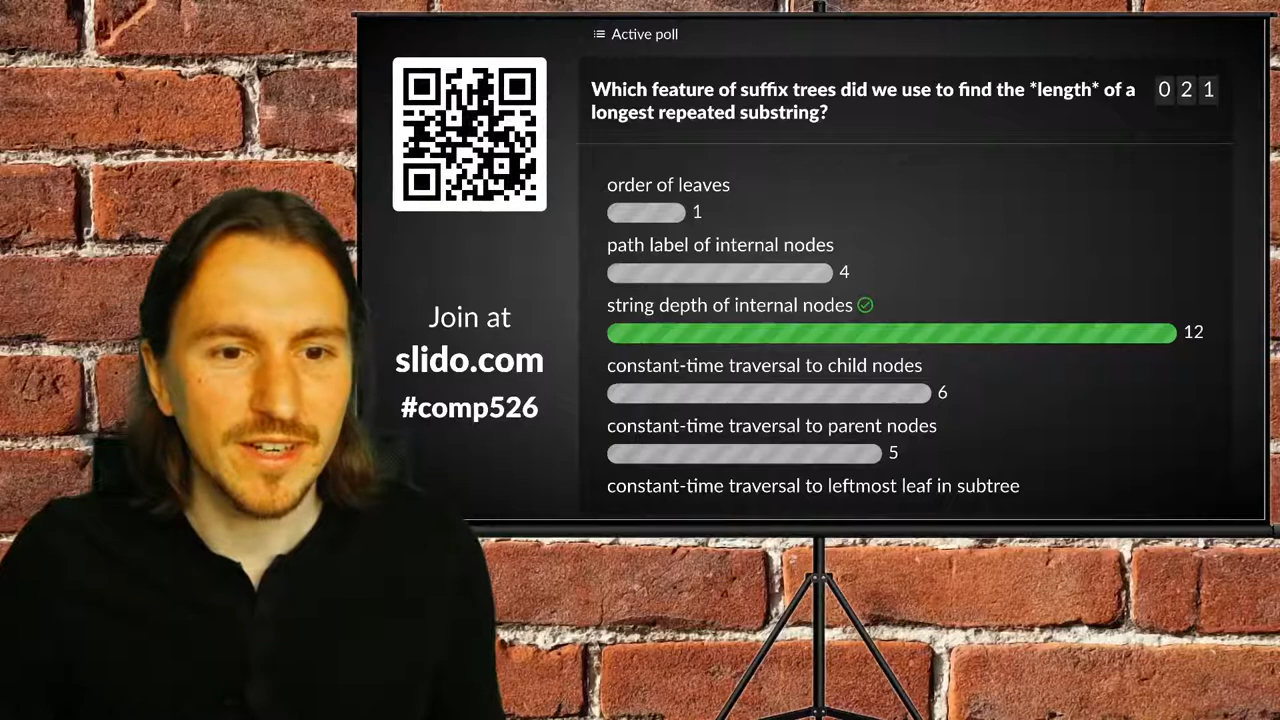 Active poll
Which feature of suffix trees did we use to find the *length* of a
longest repeated substring?
0 2 1
order of leaves
1
path label of internal nodes
4
string depth of internal nodes
12
constant-time traversal to child nodes
6
constant-time traversal to parent nodes
5
constant-time traversal to leftmost leaf in subtree
Join at
slido.com
#comp526